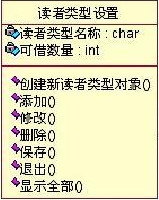 读者类型设置
读者类型名称 : char
可借数量 : int
创建新读者类型对象()
添加()
修改()
删除()
保存()
退出()
显示全部()